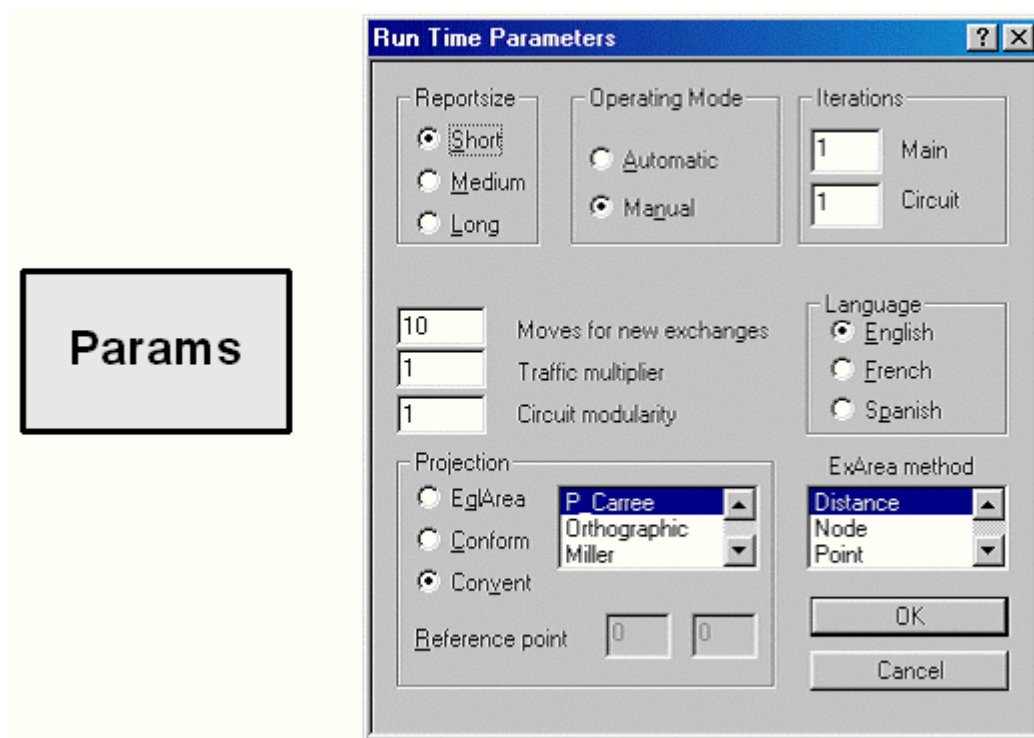 Params
Run Time Parameters
Reportsize
Short
Medium
Long
Operating Mode
Automatic
Manual
Iterations
1 Main
1 Circuit
10 Moves for new exchanges
1 Traffic multiplier
1 Circuit modularity
Language
English
French
Spanish
Projection
EqlArea
Conform
Convent
P_Carree
Orthographic
Miller
Reference point 0 0
ExArea method
Distance
Node
Point
OK
Cancel